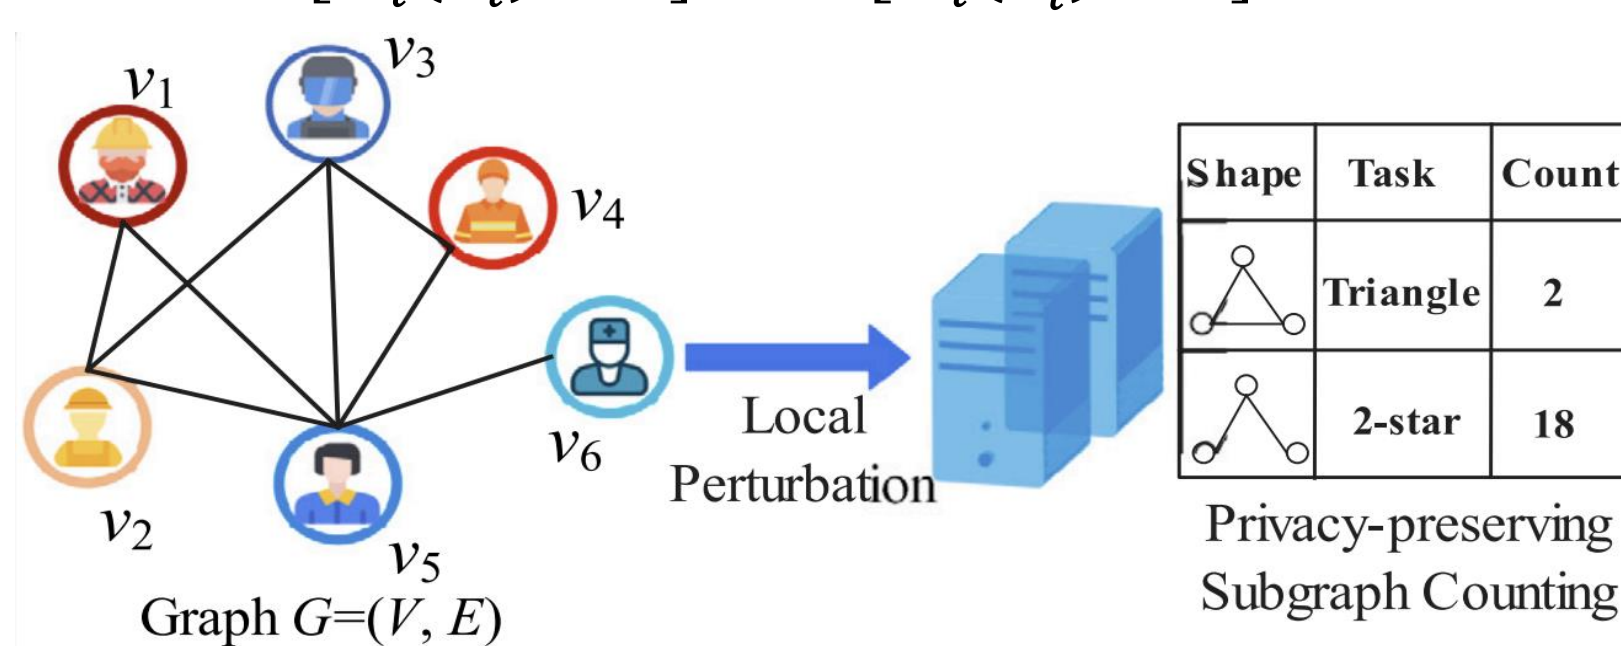 v1
v3
v4
v6
v2
v5
Graph G=(V, E)
Local
Perturbation
Shape Task Count
Triangle 2
2-star 18
Privacy-preserving
Subgraph Counting